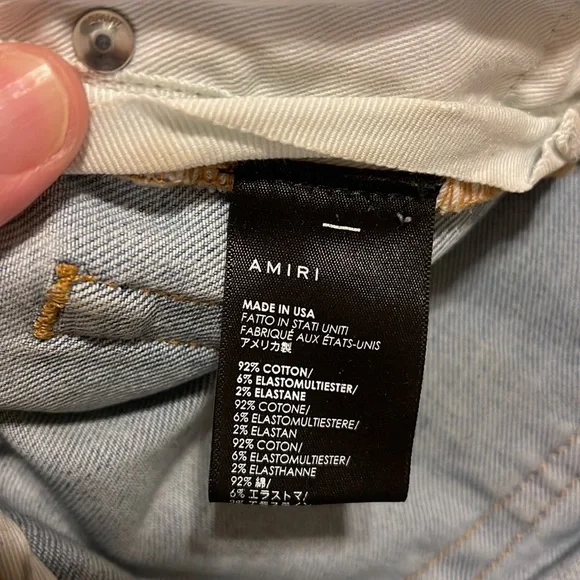 AMIRI
MADE IN USA
FATTO IN STATI UNITI
FABRIQUÉ AUX ÉTATS-UNIS
アメリカ製
92% COTTON/
6% ELASTOMULTIESTER/
2% ELASTANE
92% COTONE/
6% ELASTOMULTIESTERE/
2% ELASTAN
92% COTON/
6% ELASTOMULTIESTER/
2% ELASTHANNE
92% 綿/
6% エラストマ/